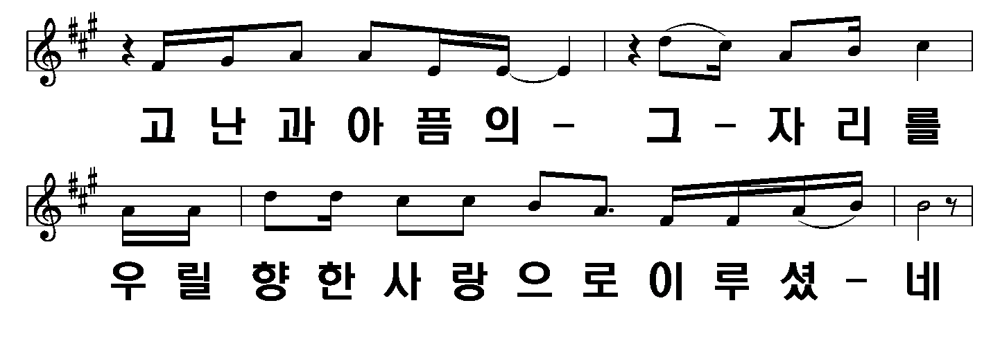 고 난 과 아 픔 의 - 그 - 자 리 를
우 릴 향 한 사 랑 으 로 이 루 셨 - 네